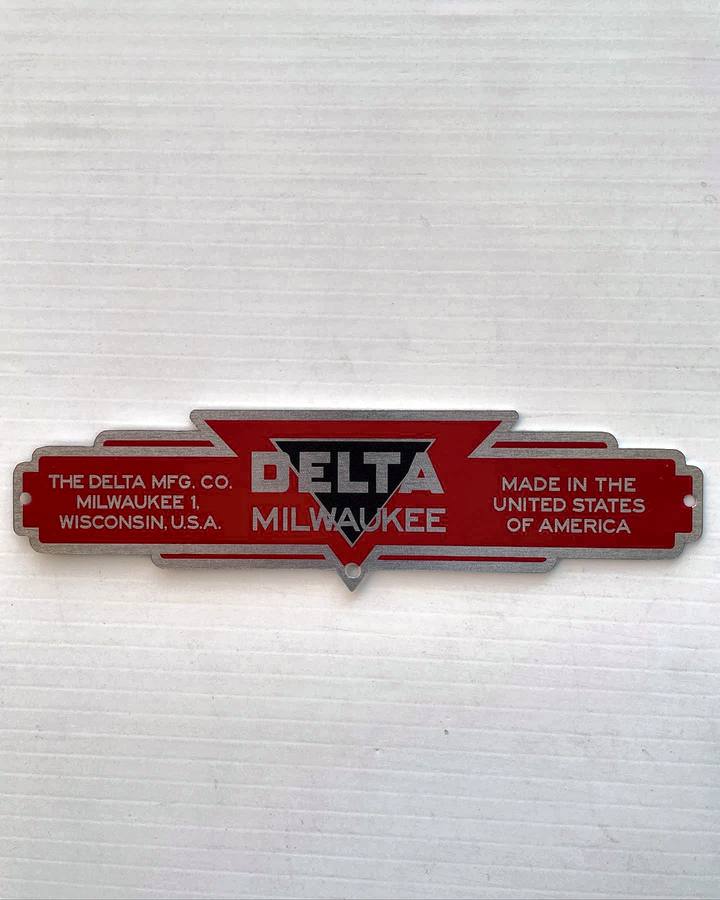 THE DELTA MFG. CO.
MILWAUKEE 1,
WISCONSIN, U.S.A.
DELTA
MILWAUKEE
MADE IN THE
UNITED STATES
OF AMERICA